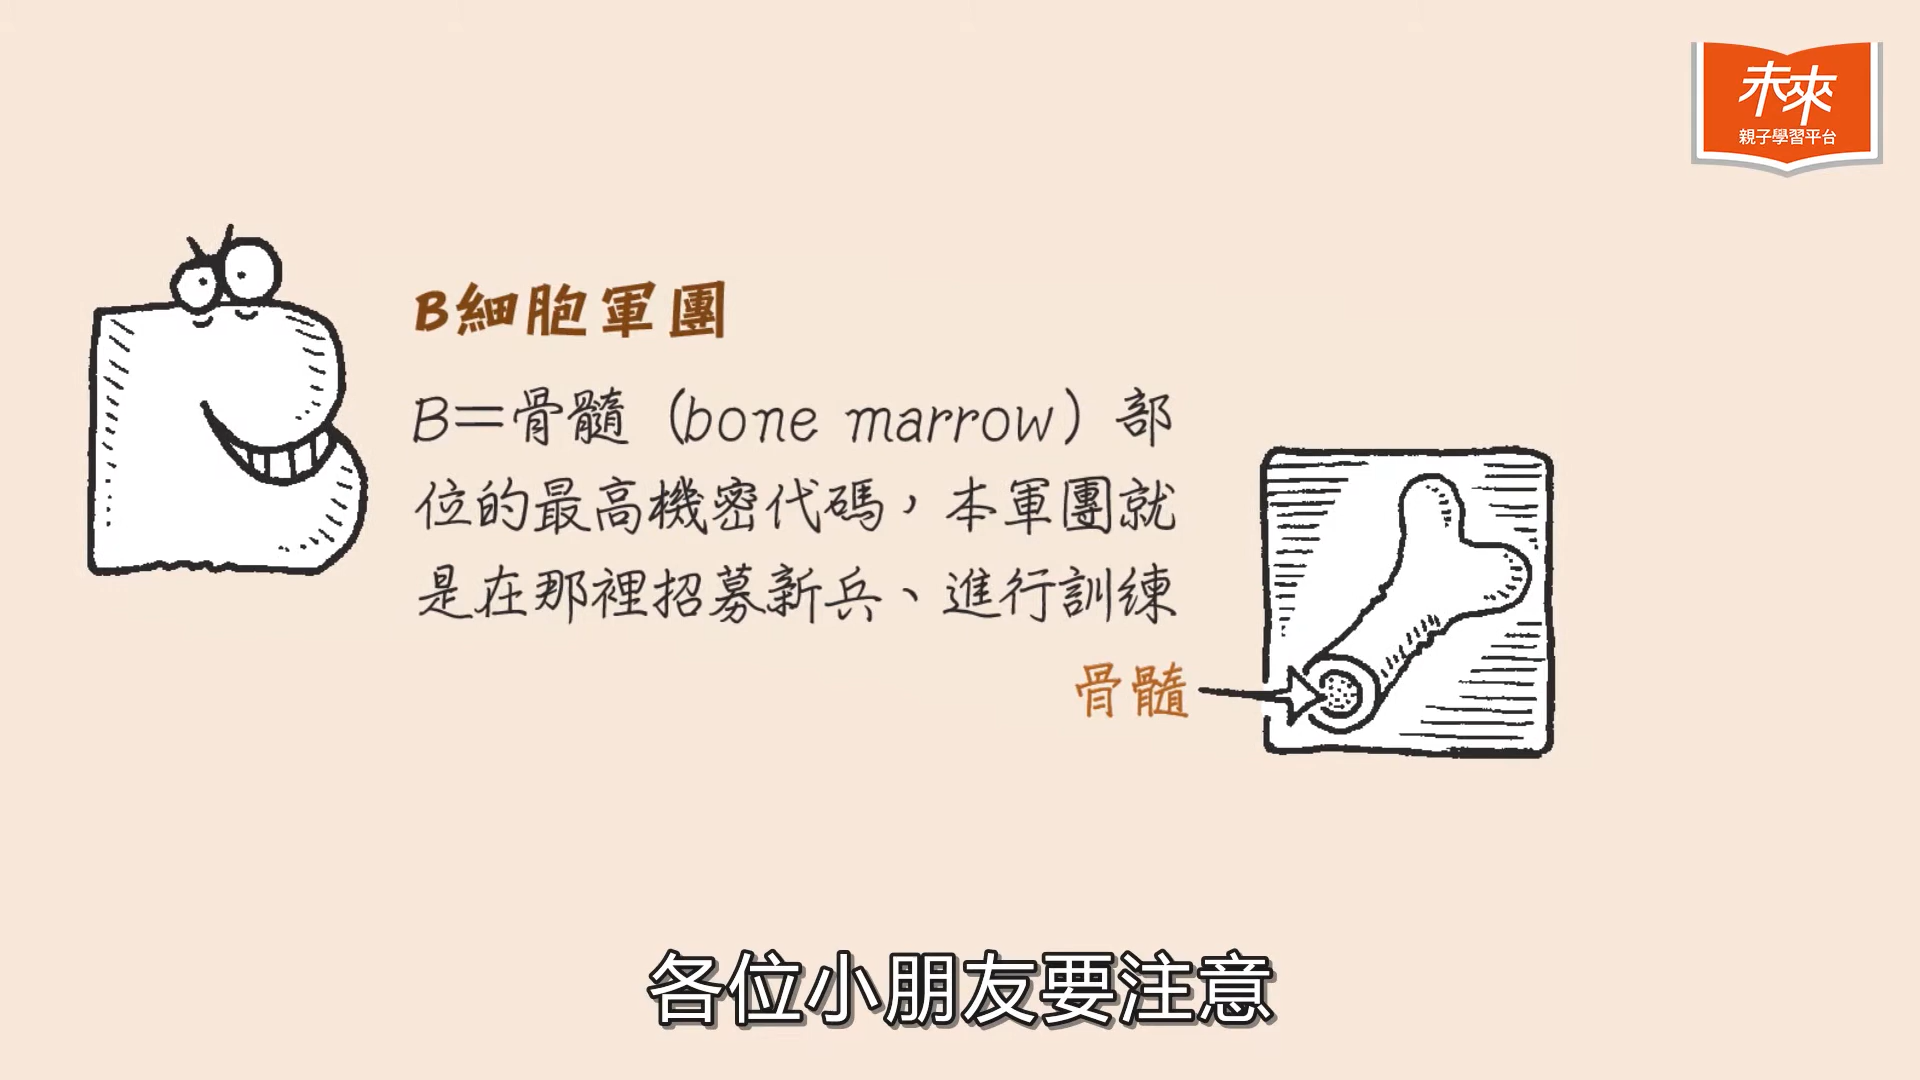 未來
親子學習平台
B細胞軍團
B＝骨髓（bone marrow）部
位的最高機密代碼，本軍團就
是在那裡招募新兵、進行訓練
骨髓
各位小朋友要注意